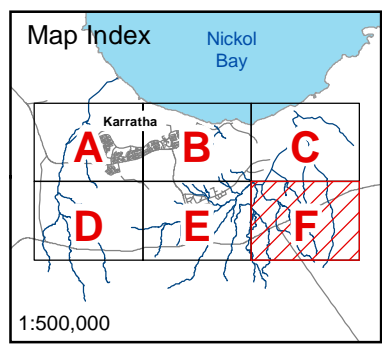 Map Index
Nickol
Bay
Karratha
A B C
D E F
1:500,000